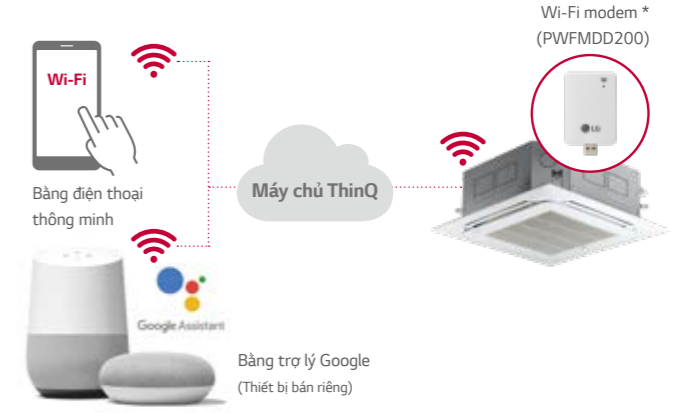 Wi-Fi modem *
(PWFMDD200)
Wi-Fi
LG
Máy chủ ThinQ
Bằng điện thoại
thông minh
Google Assistant
Bằng trợ lý Google
(Thiết bị bán riêng)